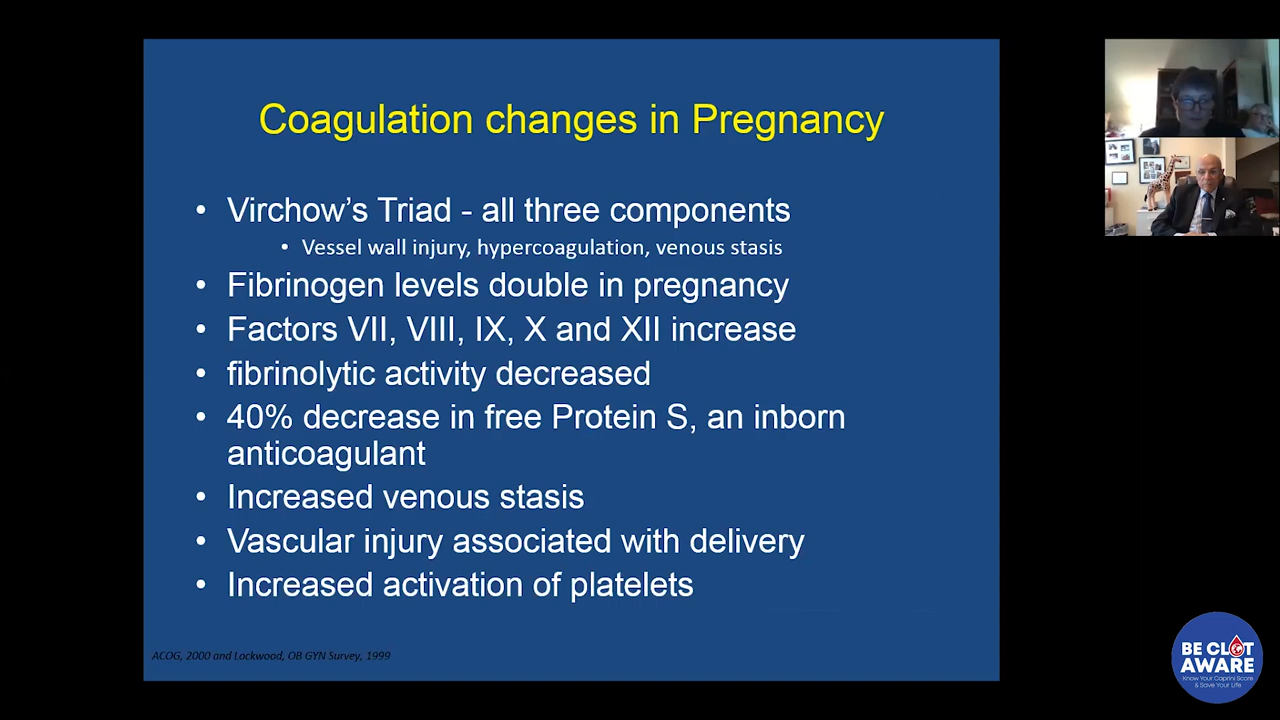 Coagulation changes in Pregnancy
• Virchow's Triad - all three components
• Vessel wall injury, hypercoagulation, venous stasis
• Fibrinogen levels double in pregnancy
• Factors VII, VIII, IX, X and XII increase
• fibrinolytic activity decreased
• 40% decrease in free Protein S, an inborn
anticoagulant
• Increased venous stasis
• Vascular injury associated with delivery
• Increased activation of platelets
ACOG, 2000 and Lockwood, OB GYN Survey, 1999
BE CLOT
AWARE
Know Your Caprini Score
& Save Your Life